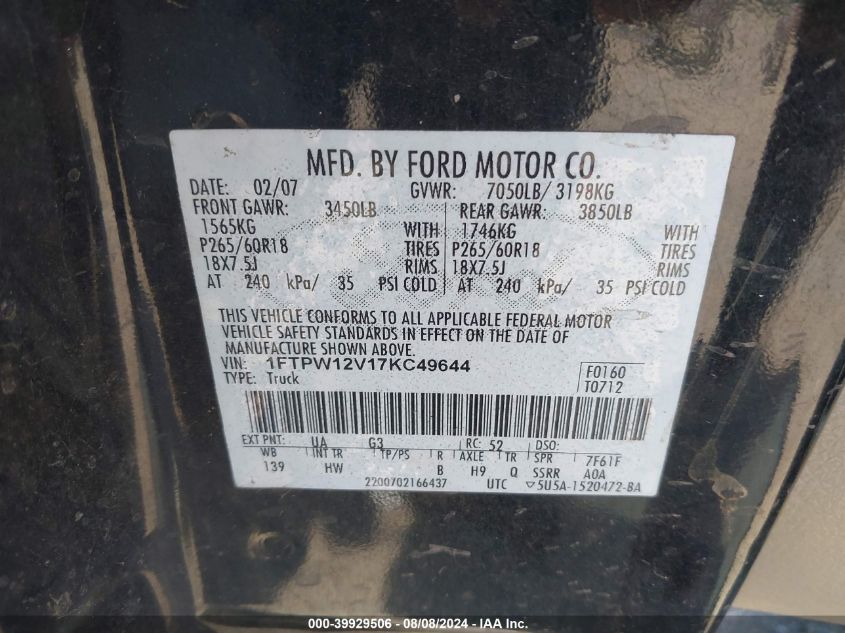 MFD. BY FORD MOTOR CO.
DATE: 02/07 GVWR: 7050LB/ 3198KG
FRONT GAWR: 3450LB REAR GAWR: 3850LB
1565KG WITH 1746KG WITH
P265/60R18 TIRES P265/60R18 TIRES
18X7.5J RIMS 18X7.5J RIMS
AT 240 kPa/ 35 PSI COLD AT 240 kPa/ 35 PSI COLD
THIS VEHICLE CONFORMS TO ALL APPLICABLE FEDERAL MOTOR
VEHICLE SAFETY STANDARDS IN EFFECT ON THE DATE OF
MANUFACTURE SHOWN ABOVE.
VIN: 1FTPW12V17KC49644 F0160
TYPE: Truck T0712
EXT PNT: UA G3 RC: 52 DSO:
WB INT TR TP/PS R AXLE TR SPR 7F61F
139 HW B H9 Q SSRR A0A
2200702166437 UTC ▽5U5A-1520472-BA
000-39929506 - 08/08/2024 - IAA Inc.